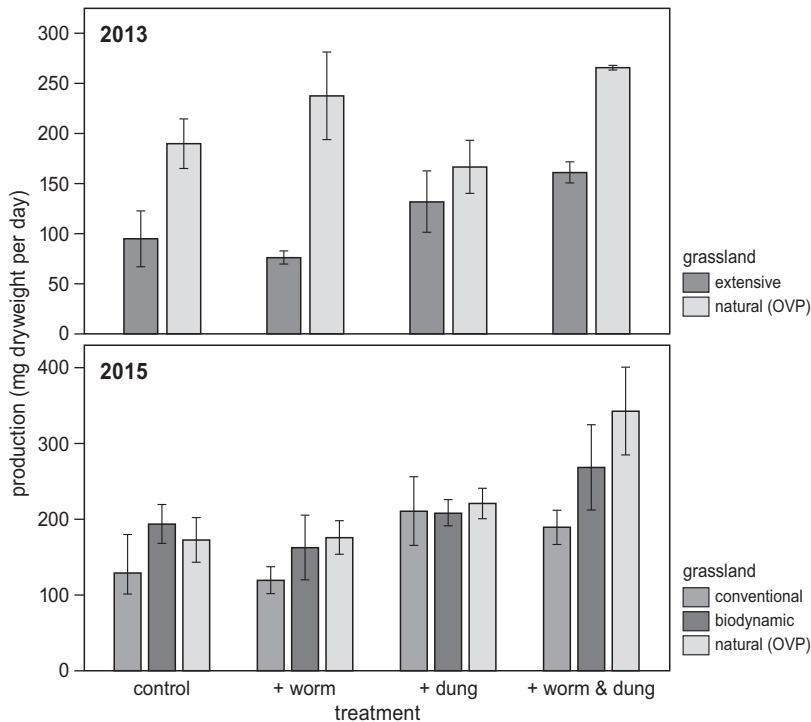 2013
300
250
200
150
100
50
0
grassland
extensive
natural (OVP)
production (mg dryweight per day)
2015
400
300
200
100
0
grassland
conventional
biodynamic
natural (OVP)
control + worm + dung + worm & dung
treatment